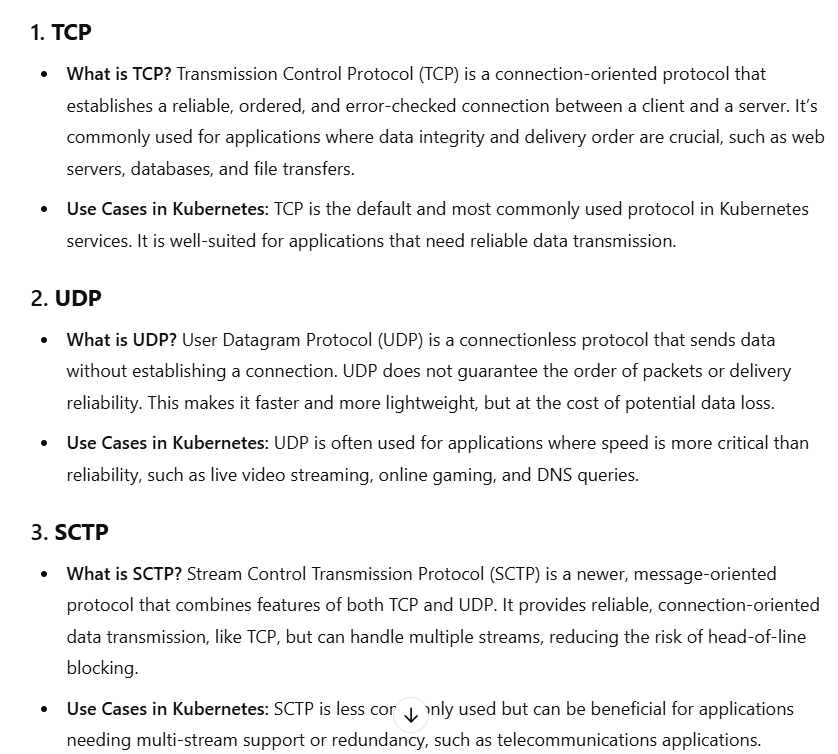 1. TCP
• What is TCP? Transmission Control Protocol (TCP) is a connection-oriented protocol that
establishes a reliable, ordered, and error-checked connection between a client and a server. It’s
commonly used for applications where data integrity and delivery order are crucial, such as web
servers, databases, and file transfers.
• Use Cases in Kubernetes: TCP is the default and most commonly used protocol in Kubernetes
services. It is well-suited for applications that need reliable data transmission.
2. UDP
• What is UDP? User Datagram Protocol (UDP) is a connectionless protocol that sends data
without establishing a connection. UDP does not guarantee the order of packets or delivery
reliability. This makes it faster and more lightweight, but at the cost of potential data loss.
• Use Cases in Kubernetes: UDP is often used for applications where speed is more critical than
reliability, such as live video streaming, online gaming, and DNS queries.
3. SCTP
• What is SCTP? Stream Control Transmission Protocol (SCTP) is a newer, message-oriented
protocol that combines features of both TCP and UDP. It provides reliable, connection-oriented
data transmission, like TCP, but can handle multiple streams, reducing the risk of head-of-line
blocking.
• Use Cases in Kubernetes: SCTP is less commonly used but can be beneficial for applications
needing multi-stream support or redundancy, such as telecommunications applications.